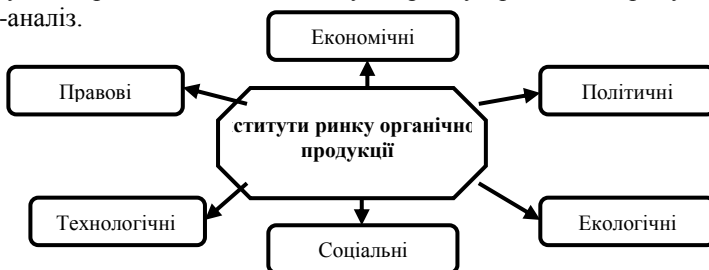 -аналіз.
Економічні
Правові
Політичні
ститути ринку органічно
продукції
Технологічні
Екологічні
Соціальні